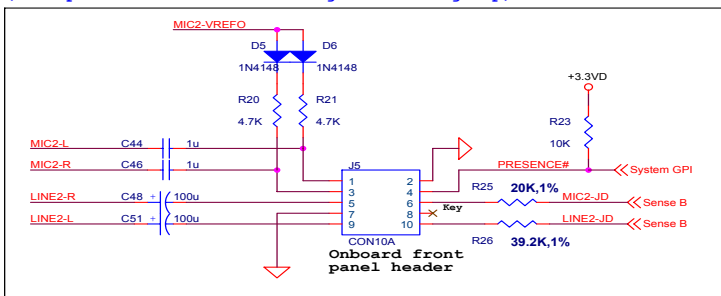 MIC2-VREFO
D5 D6
1N4148 1N4148
+3.3VD
R20 R21
4.7K 4.7K
R23
10K
MIC2-L C44 1u
MIC2-R C46 1u
J5
PRESENCE# System GPI
LINE2-R C48 + 100u
LINE2-L C51 + 100u
1 2
3 4
5 6
7 8
9 10
Key
R25 20K,1% MIC2-JD Sense B
LINE2-JD Sense B
R26 39.2K,1%
CON10A
Onboard front
panel header